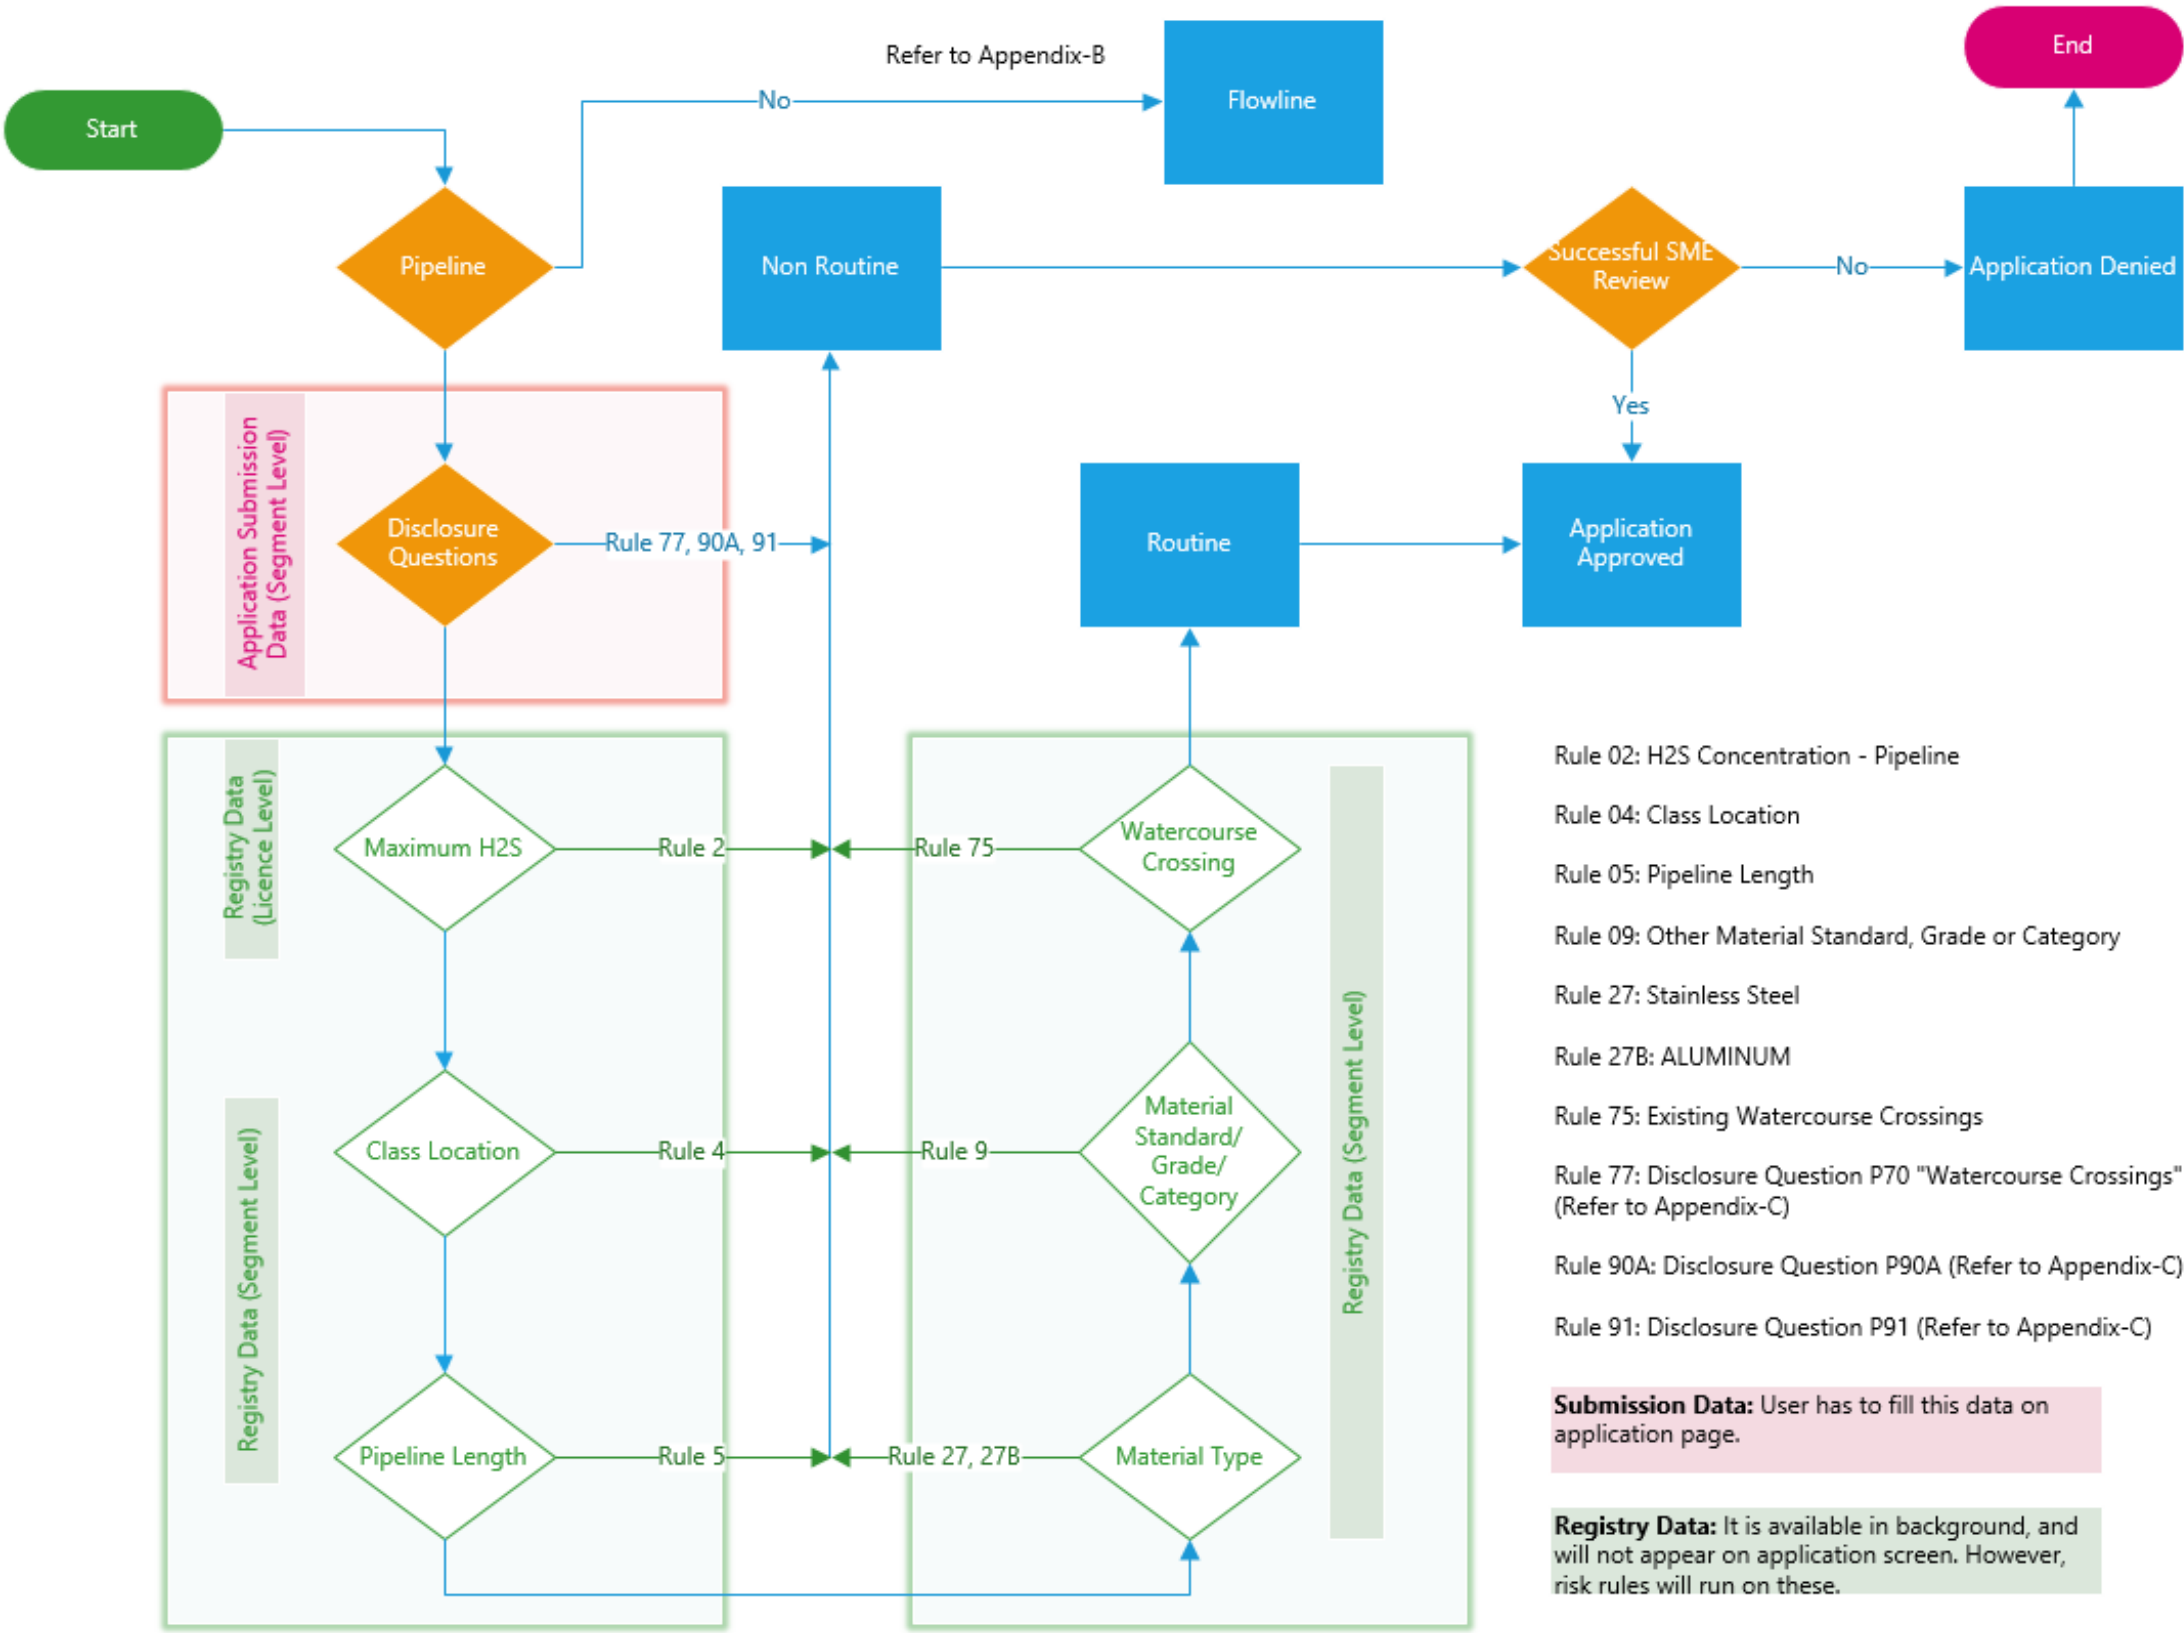 Refer to Appendix-B
End
Start
No
Flowline
Pipeline
Non Routine
Successful SME
Review
No
Application Denied
Yes
Application Submission
Data (Segment Level)
Disclosure
Questions
Rule 77, 90A, 91
Routine
Application
Approved
Registry Data
(Licence Level)
Maximum H2S
Rule 2
Rule 75
Watercourse
Crossing
Registry Data (Segment Level)
Class Location
Rule 4
Rule 9
Material
Standard/
Grade/
Category
Registry Data (Segment Level)
Pipeline Length
Rule 5
Rule 27, 27B
Material Type
Rule 02: H2S Concentration - Pipeline
Rule 04: Class Location
Rule 05: Pipeline Length
Rule 09: Other Material Standard, Grade or Category
Rule 27: Stainless Steel
Rule 27B: ALUMINUM
Rule 75: Existing Watercourse Crossings
Rule 77: Disclosure Question P70 "Watercourse Crossings"
(Refer to Appendix-C)
Rule 90A: Disclosure Question P90A (Refer to Appendix-C)
Rule 91: Disclosure Question P91 (Refer to Appendix-C)
Submission Data: User has to fill this data on
application page.
Registry Data: It is available in background, and
will not appear on application screen. However,
risk rules will run on these.